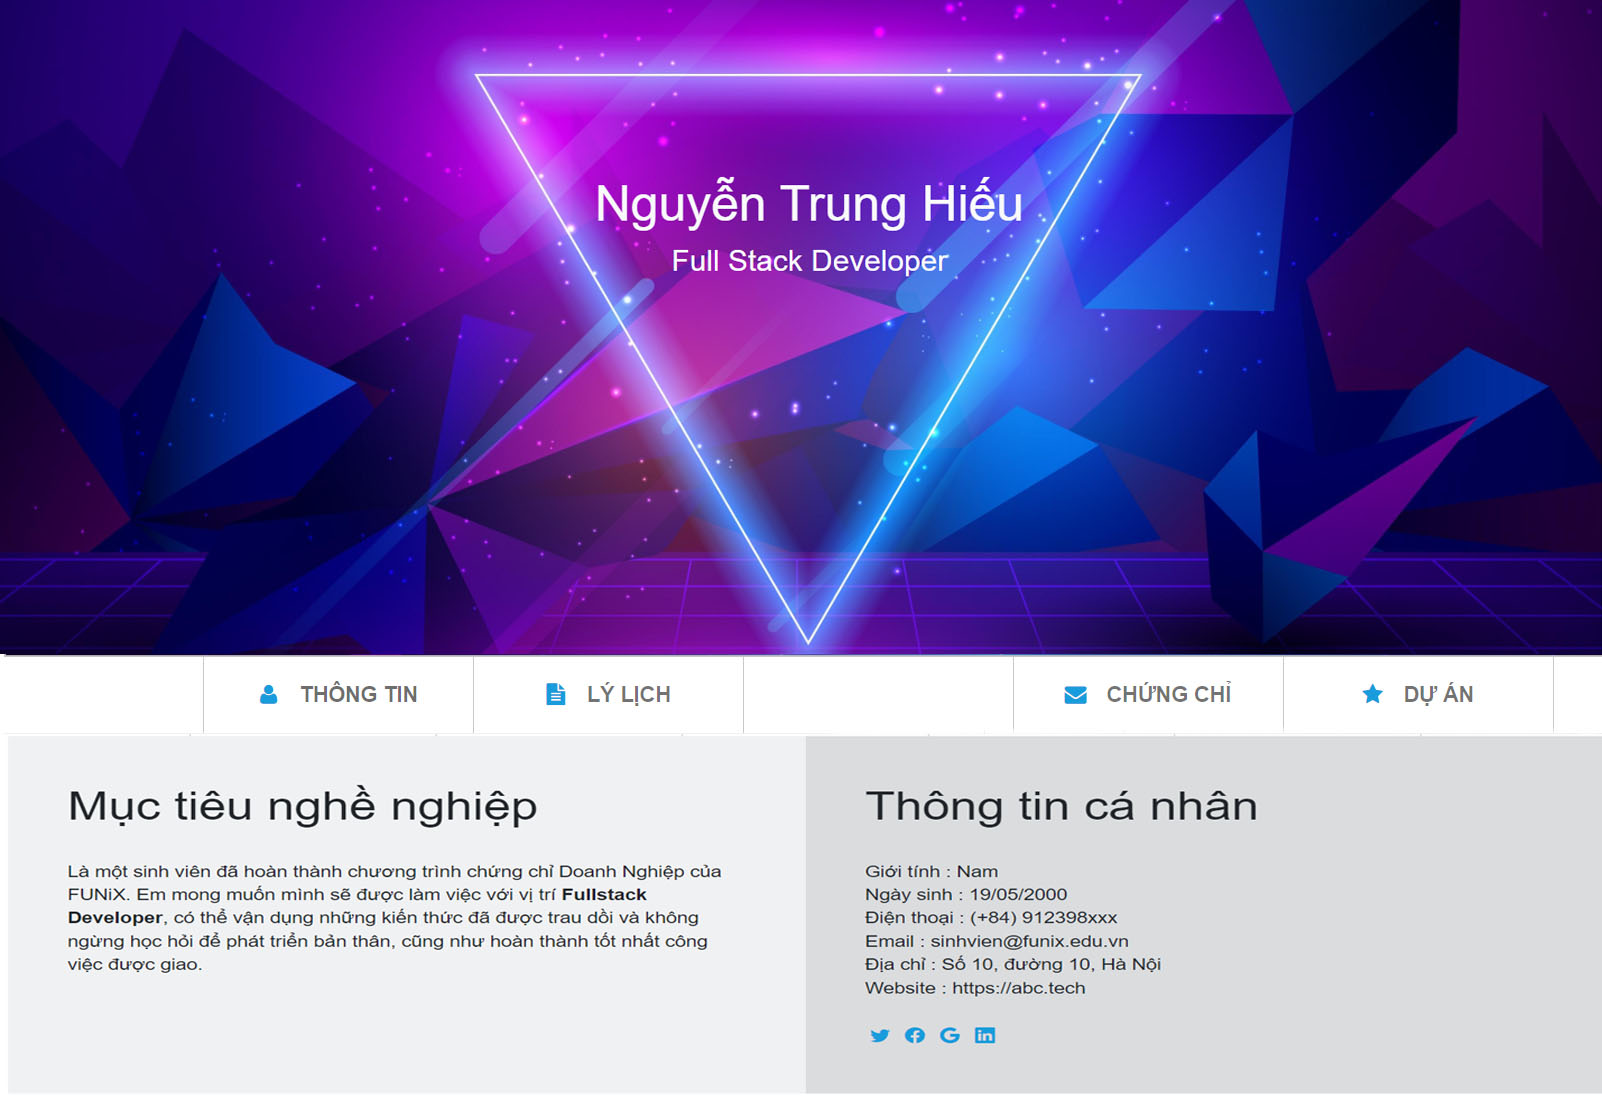 Nguyễn Trung Hiếu
Full Stack Developer
THÔNG TIN
LÝ LỊCH
CHỨNG CHỈ
DỰ ÁN
Mục tiêu nghề nghiệp
Là một sinh viên đã hoàn thành chương trình chứng chỉ Doanh Nghiệp của
FUNiX. Em mong muốn mình sẽ được làm việc với vị trí Fullstack
Developer, có thể vận dụng những kiến thức đã được trau dồi và không
ngừng học hỏi để phát triển bản thân, cũng như hoàn thành tốt nhất công
việc được giao.
Thông tin cá nhân
Giới tính : Nam
Ngày sinh : 19/05/2000
Điện thoại : (+84) 912398xxx
Email : sinhvien@funix.edu.vn
Địa chỉ : Số 10, đường 10, Hà Nội
Website : https://abc.tech